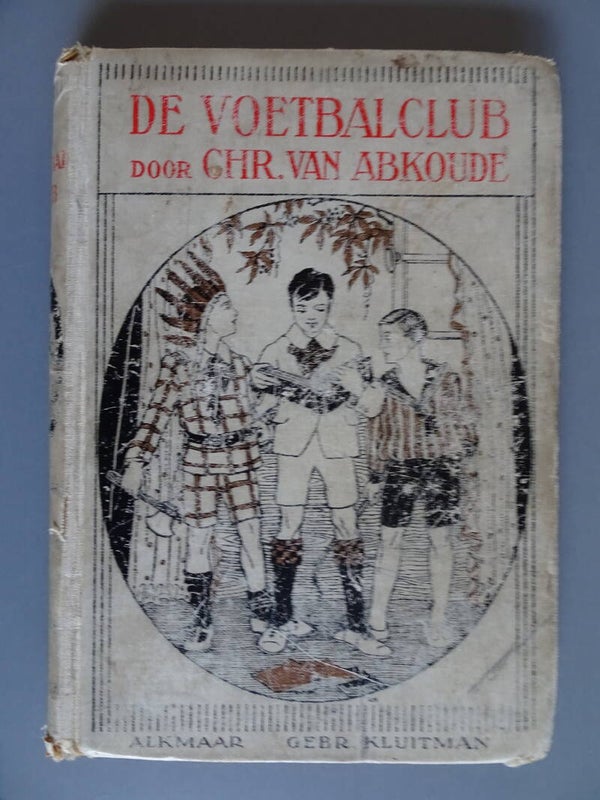 DE VOETBALCLUB
DOOR CHR. VAN ABKOUDE
ALKMAAR GEBR. KLUITMAN